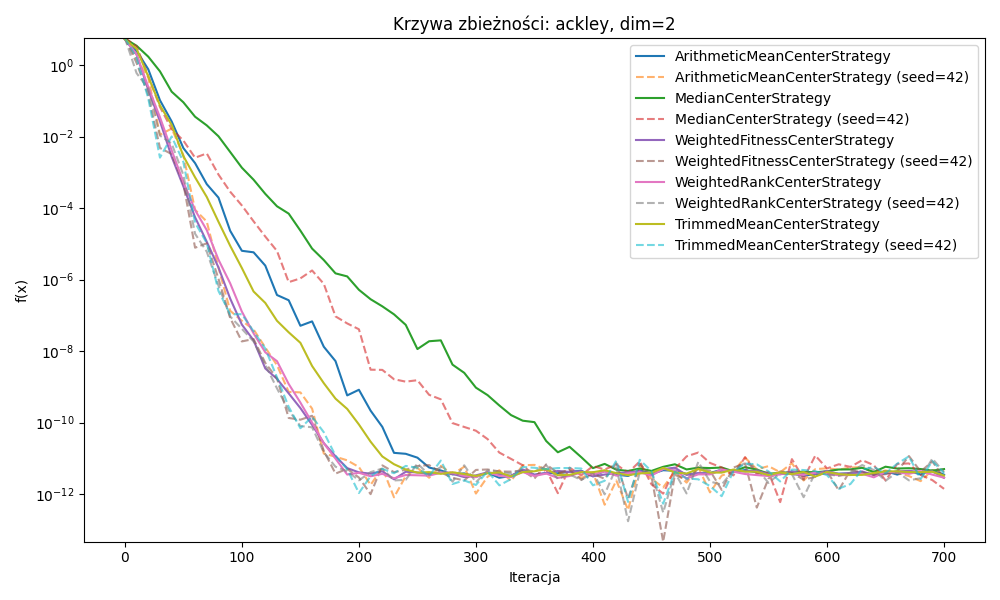 Krzywa zbieżności: ackley, dim=2
f(x)
10⁰
10⁻²
10⁻⁴
10⁻⁶
10⁻⁸
10⁻¹⁰
10⁻¹²
ArithmeticMeanCenterStrategy
ArithmeticMeanCenterStrategy (seed=42)
MedianCenterStrategy
MedianCenterStrategy (seed=42)
WeightedFitnessCenterStrategy
WeightedFitnessCenterStrategy (seed=42)
WeightedRankCenterStrategy
WeightedRankCenterStrategy (seed=42)
TrimmedMeanCenterStrategy
TrimmedMeanCenterStrategy (seed=42)
0 100 200 300 400 500 600 700
Iteracja